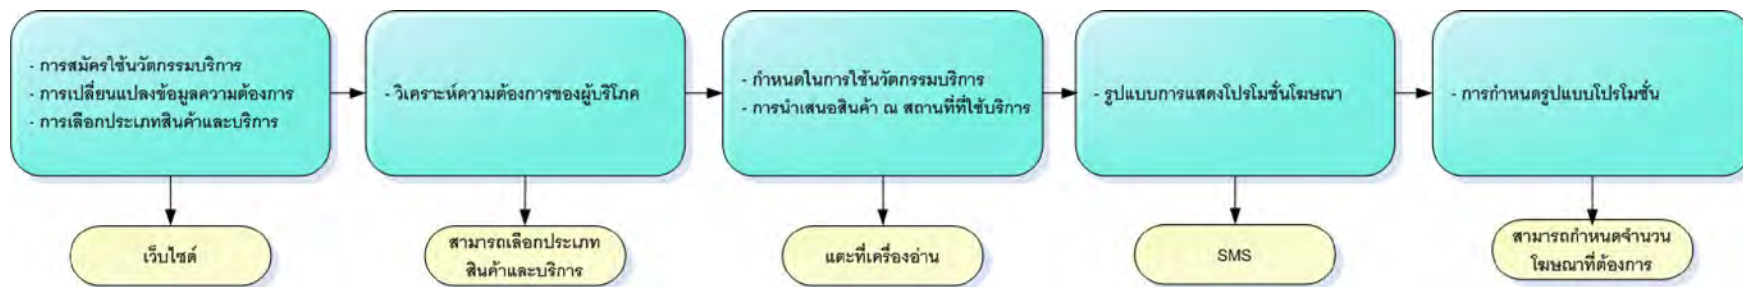 - การสมัครใช้นวัตกรรมบริการ
- การเปลี่ยนแปลงข้อมูลความต้องการ
- การเลือกประเภทสินค้าและบริการ
- วิเคราะห์ความต้องการของผู้บริโภค
- กำหนดในการใช้นวัตกรรมบริการ
- การนำเสนอสินค้า ณ สถานที่ที่ใช้บริการ
- รูปแบบการแสดงโปรโมชั่นโฆษณา
- การกำหนดรูปแบบโปรโมชั่น
เว็บไซต์
สามารถเลือกประเภท
สินค้าและบริการ
แตะที่เครื่องอ่าน
SMS
สามารถกำหนดจำนวน
โฆษณาที่ต้องการ